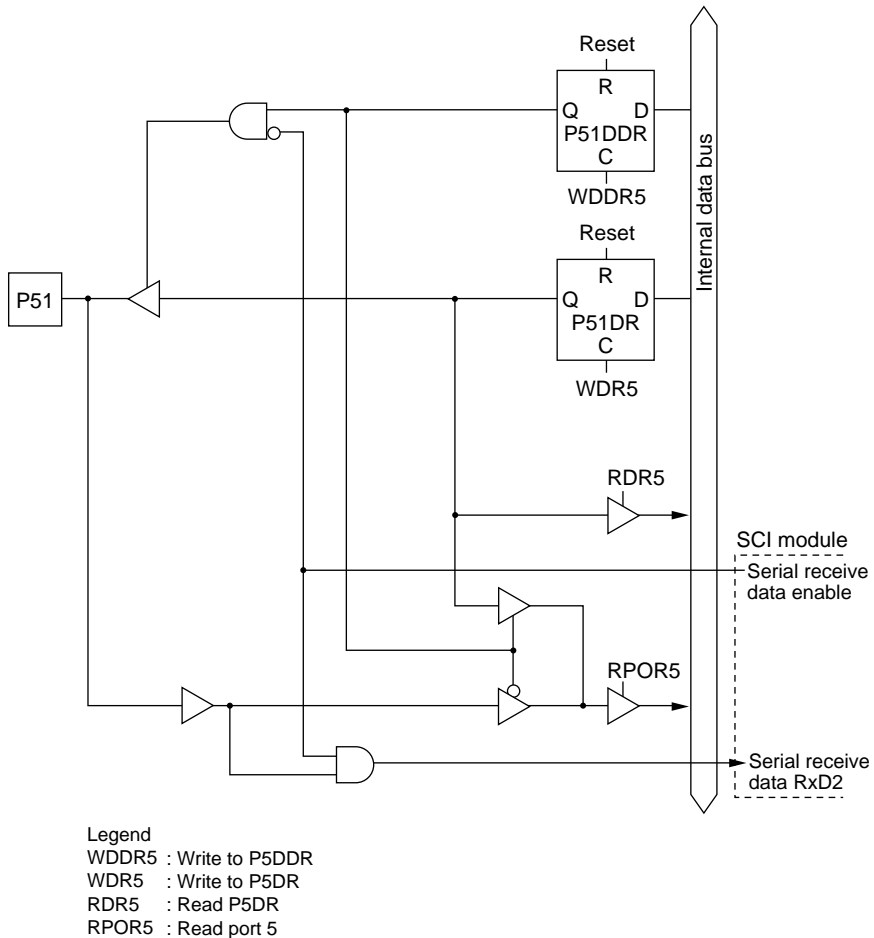 Reset
R
Q D
P51DDR
C
WDDR5
Internal data bus
Reset
R
P51
Q D
P51DR
C
WDR5
RDR5
SCI module
Serial receive
data enable
RPOR5
Serial receive
data RxD2
Legend
WDDR5 : Write to P5DDR
WDR5 : Write to P5DR
RDR5 : Read P5DR
RPOR5 : Read port 5